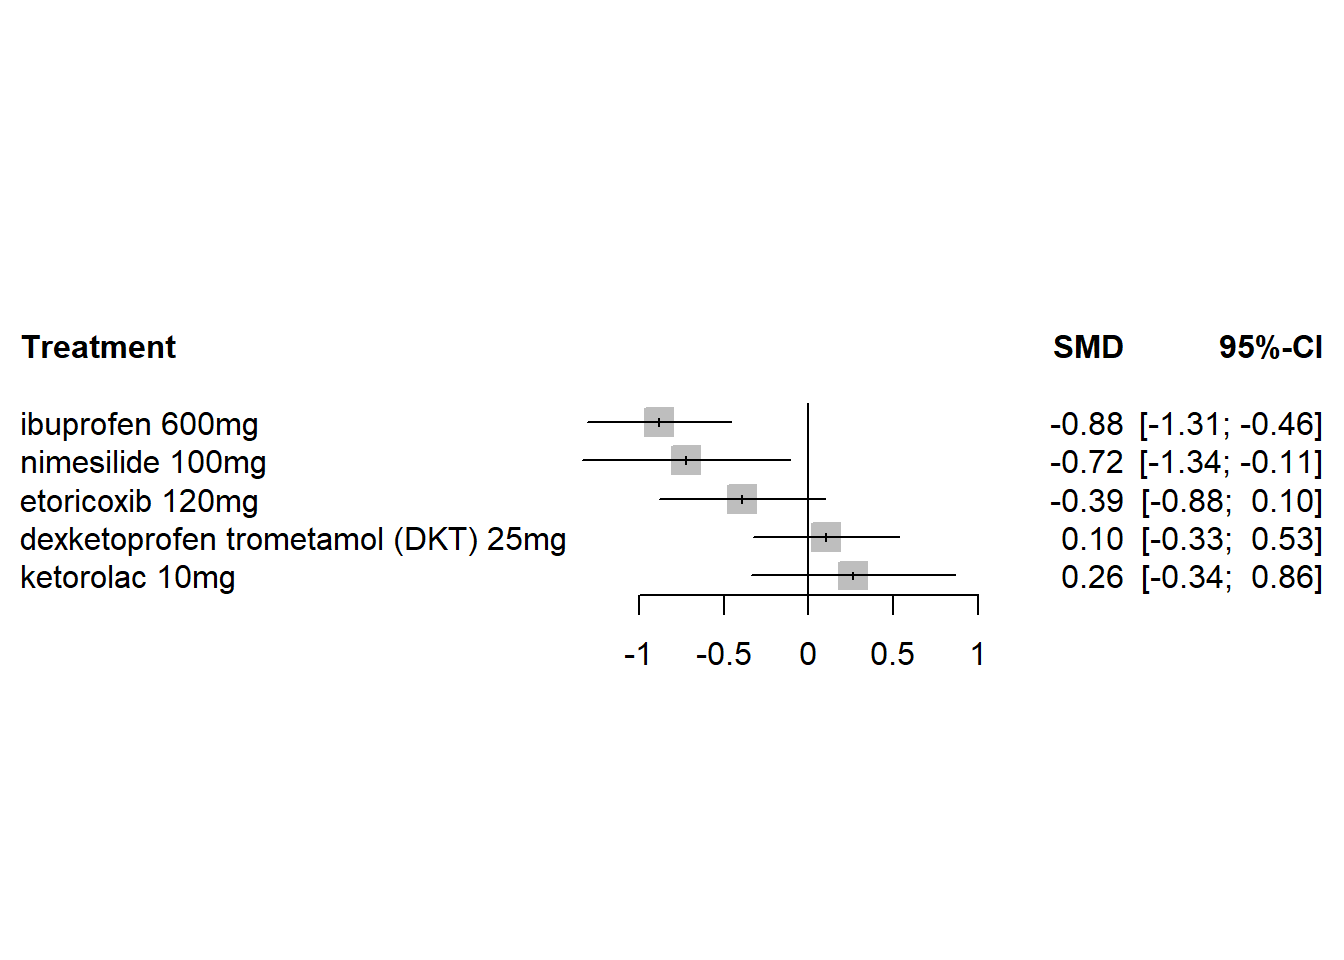 Treatment SMD 95%-CI
ibuprofen 600mg -0.88 [-1.31; -0.46]
nimesilide 100mg -0.72 [-1.34; -0.11]
etoricoxib 120mg -0.39 [-0.88; 0.10]
dexketoprofen trometamol (DKT) 25mg 0.10 [-0.33; 0.53]
ketorolac 10mg 0.26 [-0.34; 0.86]
-1 -0.5 0 0.5 1